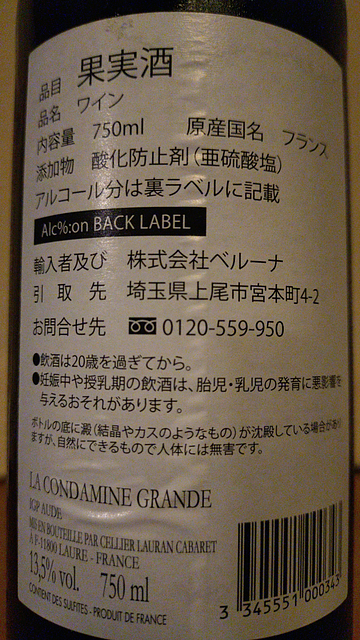 品目 果実酒
品名 ワイン
内容量 750ml 原産国名 フランス
添加物 酸化防止剤(亜硫酸塩)
アルコール分は裏ラベルに記載
Alc%:on BACK LABEL
輸入者及び 株式会社ベルーナ
引取先 埼玉県上尾市宮本町4-2
お問合せ先 0120-559-950
●飲酒は20歳を過ぎてから。
●妊娠中や授乳期の飲酒は、胎児・乳児の発育に悪影響を
与えるおそれがあります。
ボトルの底に澱(結晶やカスのようなもの)が沈殿している場合があり
ますが、自然にできるもので人体には無害です。
LA CONDAMINE GRANDE
IGP AUDE
MIS EN BOUTEILLE PAR CELLIER LAURAN CABARET
À F-11800 LAURE - FRANCE
13,5% vol. 750 ml
CONTENT DES SULFITES - PRODUIT DE FRANCE
3 345551 000343